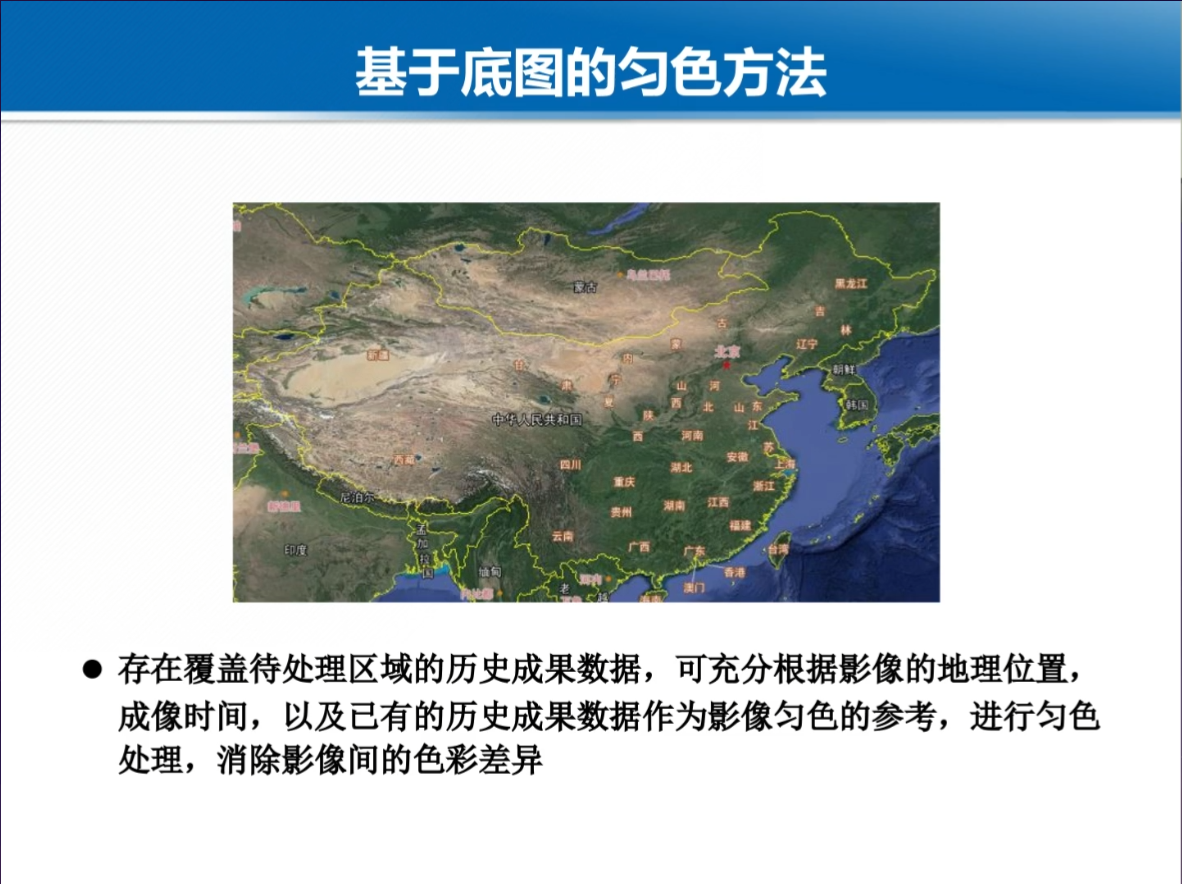 基于底图的匀色方法
乌兰巴托
蒙古
黑龙江
吉
林
古
辽宁
蒙
北京
内
新疆
甘
肃
宁
夏
朝鲜
山 河
西 北 山 东
韩国
陕
西
中华人民共和国
江
苏
河南
安徽
上海
西藏
四川
湖北
重庆
浙江
尼泊尔
新德里
贵州
湖南
江西
福建
云南
孟
加
拉
国
印度
广西
广东
台湾
缅甸
河内
香港
澳门
老
越
内比都
万象
海南
● 存在覆盖待处理区域的历史成果数据，可充分根据影像的地理位置，
成像时间，以及已有的历史成果数据作为影像匀色的参考，进行匀色
处理，消除影像间的色彩差异